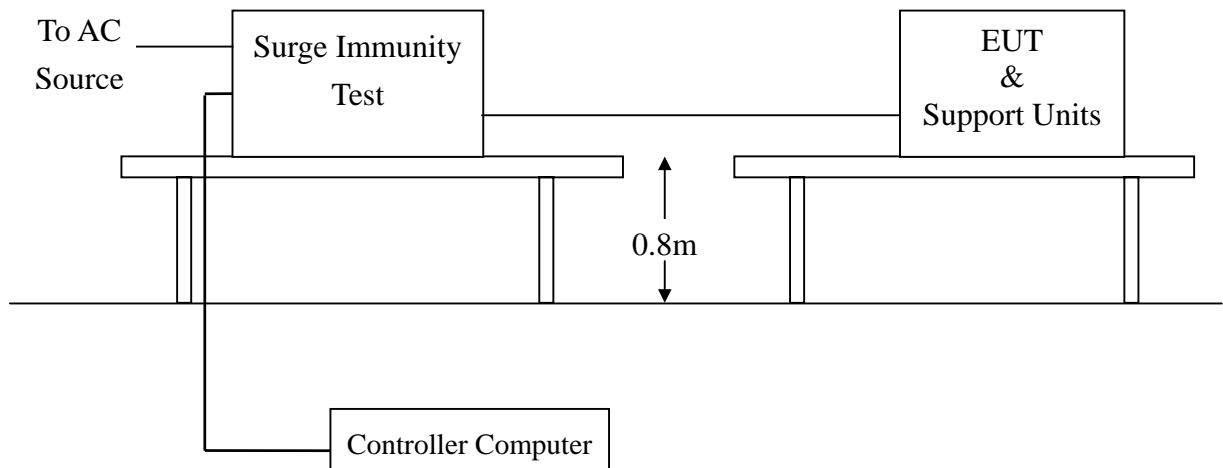 To AC
Source
Surge Immunity
Test
EUT
&
Support Units
0.8m
Controller Computer